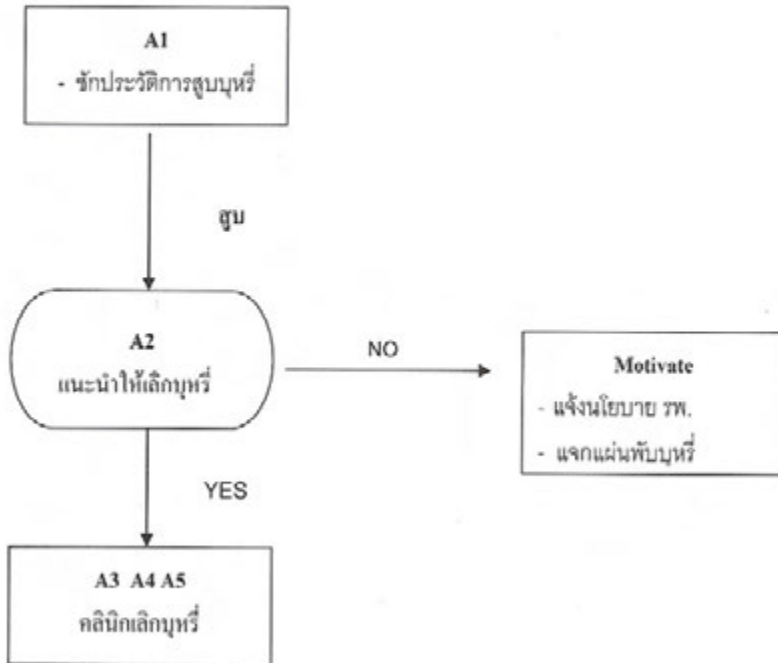 A1
- ซักประวัติการสูบบุหรี่
สูบ
A2
แนะนำให้เลิกบุหรี่
NO
Motivate
- แจ้งนโยบาย รพ.
- แจกแผ่นพับบุหรี่
YES
A3 A4 A5
คลินิกเลิกบุหรี่